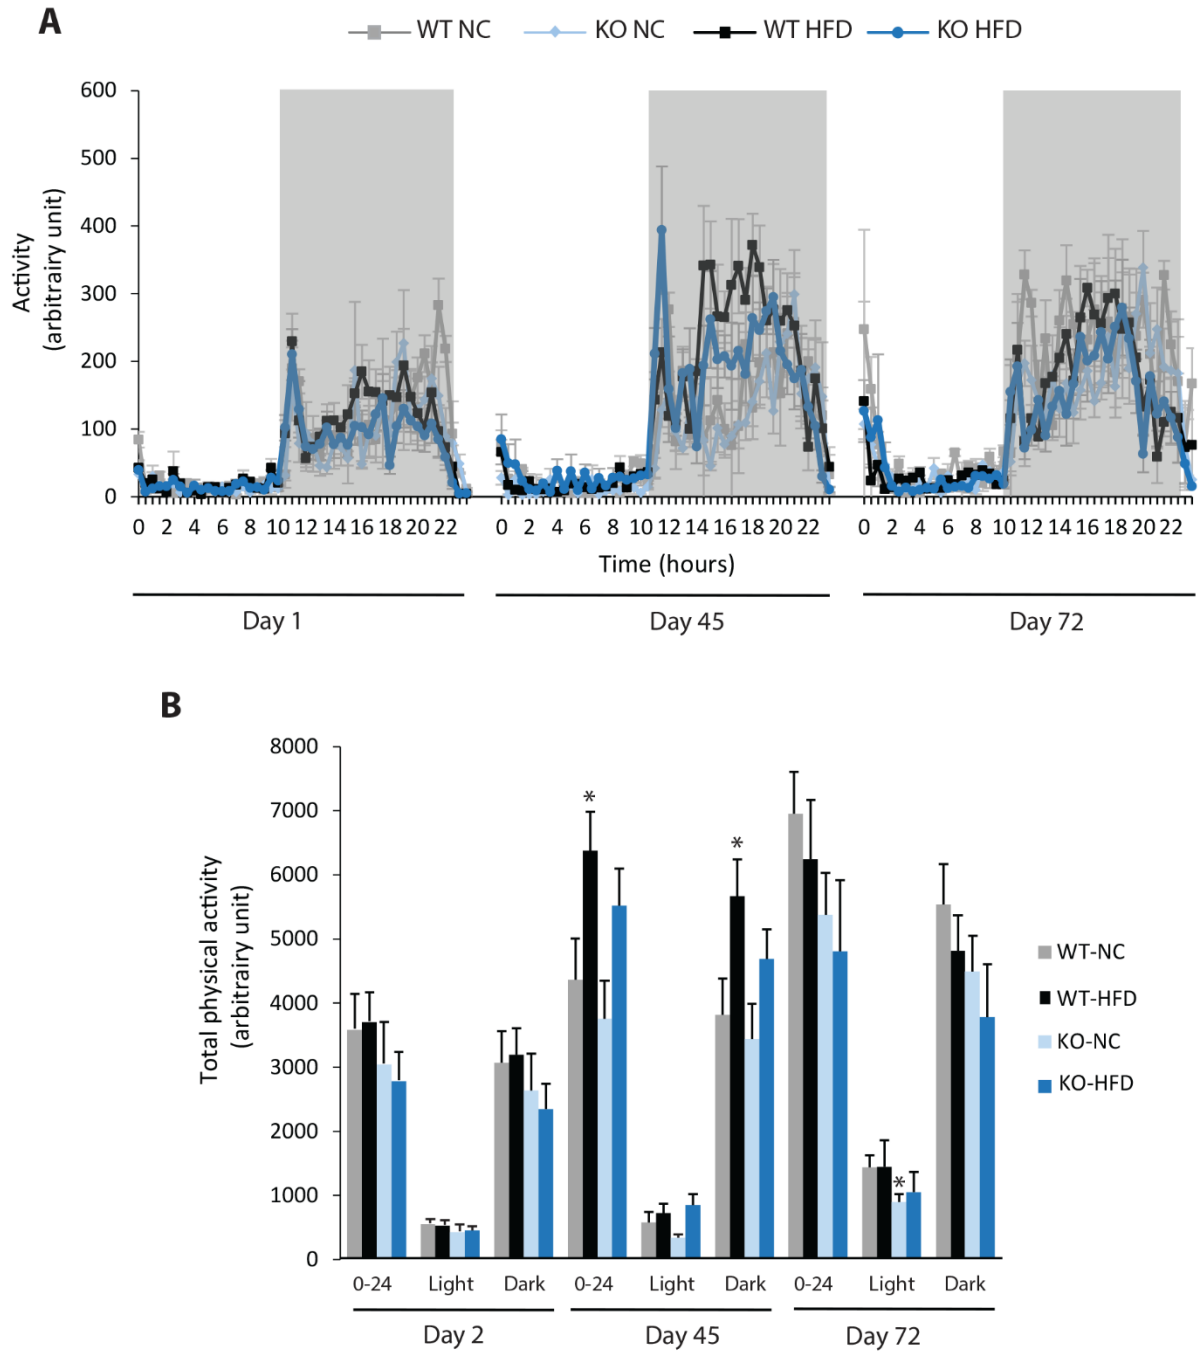 A
WT NC KO NC WT HFD KO HFD
600
500
400
300
200
100
0
Activity
(arbitrairy unit)
0 2 4 6 8 10 12 14 16 18 20 22 0 2 4 6 8 10 12 14 16 18 20 22 0 2 4 6 8 10 12 14 16 18 20 22
Time (hours)
Day 1 Day 45 Day 72
B
8000
7000
6000
5000
4000
3000
2000
1000
0
Total physical activity
(arbitrairy unit)
* * *
WT-NC
WT-HFD
KO-NC
KO-HFD
0-24 Light Dark 0-24 Light Dark 0-24 Light Dark
Day 2 Day 45 Day 72